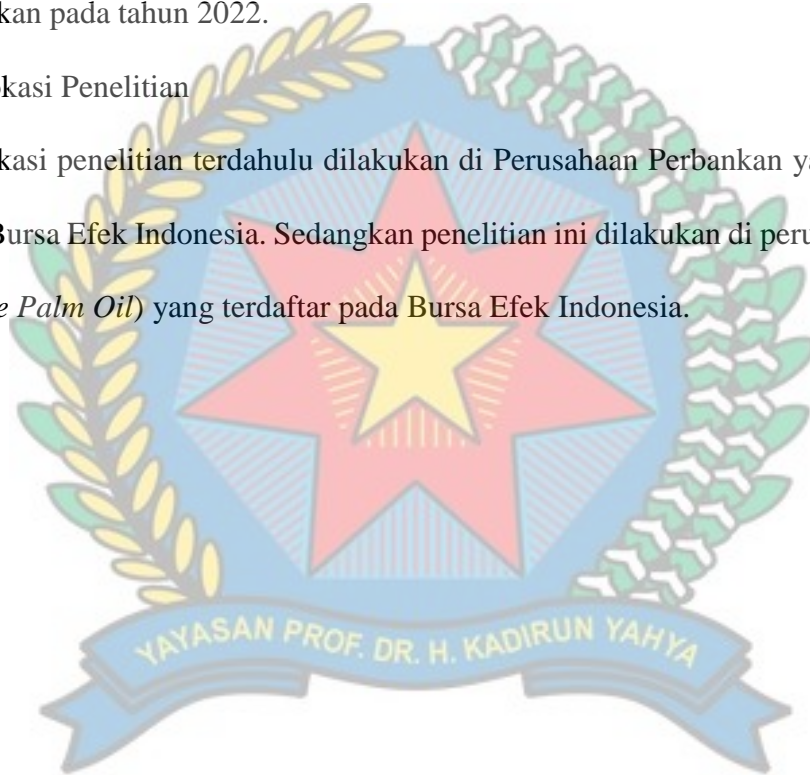 kan pada tahun 2022.
kasi Penelitian
kasi penelitian terdahulu dilakukan di Perusahaan Perbankan ya
Bursa Efek Indonesia. Sedangkan penelitian ini dilakukan di peru
e Palm Oil) yang terdaftar pada Bursa Efek Indonesia.
YAYASAN PROF. DR. H. KADIRUN YAHYA